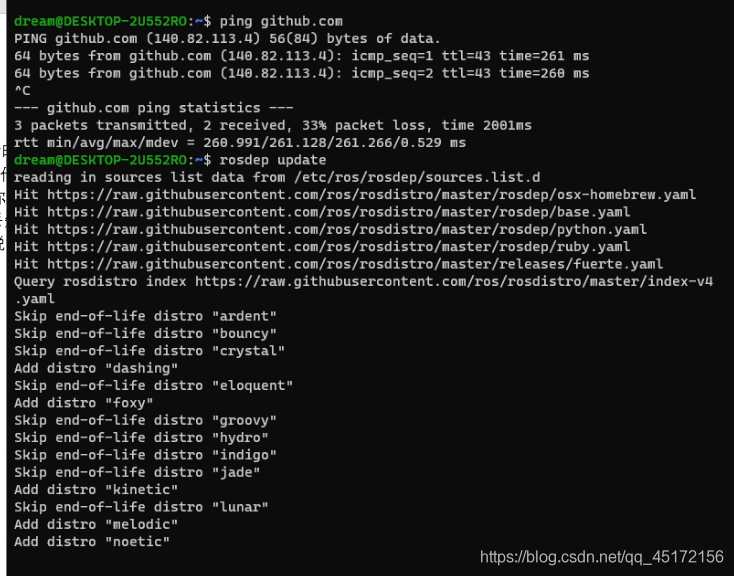 dream@DESKTOP-2U552RO:~$ ping github.com
PING github.com (140.82.113.4) 56(84) bytes of data.
64 bytes from github.com (140.82.113.4): icmp_seq=1 ttl=43 time=261 ms
64 bytes from github.com (140.82.113.4): icmp_seq=2 ttl=43 time=260 ms
^C
--- github.com ping statistics ---
3 packets transmitted, 2 received, 33% packet loss, time 2001ms
rtt min/avg/max/mdev = 260.991/261.128/261.266/0.529 ms
dream@DESKTOP-2U552RO:~$ rosdep update
reading in sources list data from /etc/ros/rosdep/sources.list.d
Hit https://raw.githubusercontent.com/ros/rosdistro/master/rosdep/osx-homebrew.yaml
Hit https://raw.githubusercontent.com/ros/rosdistro/master/rosdep/base.yaml
Hit https://raw.githubusercontent.com/ros/rosdistro/master/rosdep/python.yaml
Hit https://raw.githubusercontent.com/ros/rosdistro/master/rosdep/ruby.yaml
Hit https://raw.githubusercontent.com/ros/rosdistro/master/releases/fuerte.yaml
Query rosdistro index https://raw.githubusercontent.com/ros/rosdistro/master/index-v4
.yaml
Skip end-of-life distro "ardent"
Skip end-of-life distro "bouncy"
Skip end-of-life distro "crystal"
Add distro "dashing"
Skip end-of-life distro "eloquent"
Add distro "foxy"
Skip end-of-life distro "groovy"
Skip end-of-life distro "hydro"
Skip end-of-life distro "indigo"
Skip end-of-life distro "jade"
Add distro "kinetic"
Skip end-of-life distro "lunar"
Add distro "melodic"
Add distro "noetic"
https://blog.csdn.net/qq_45172156